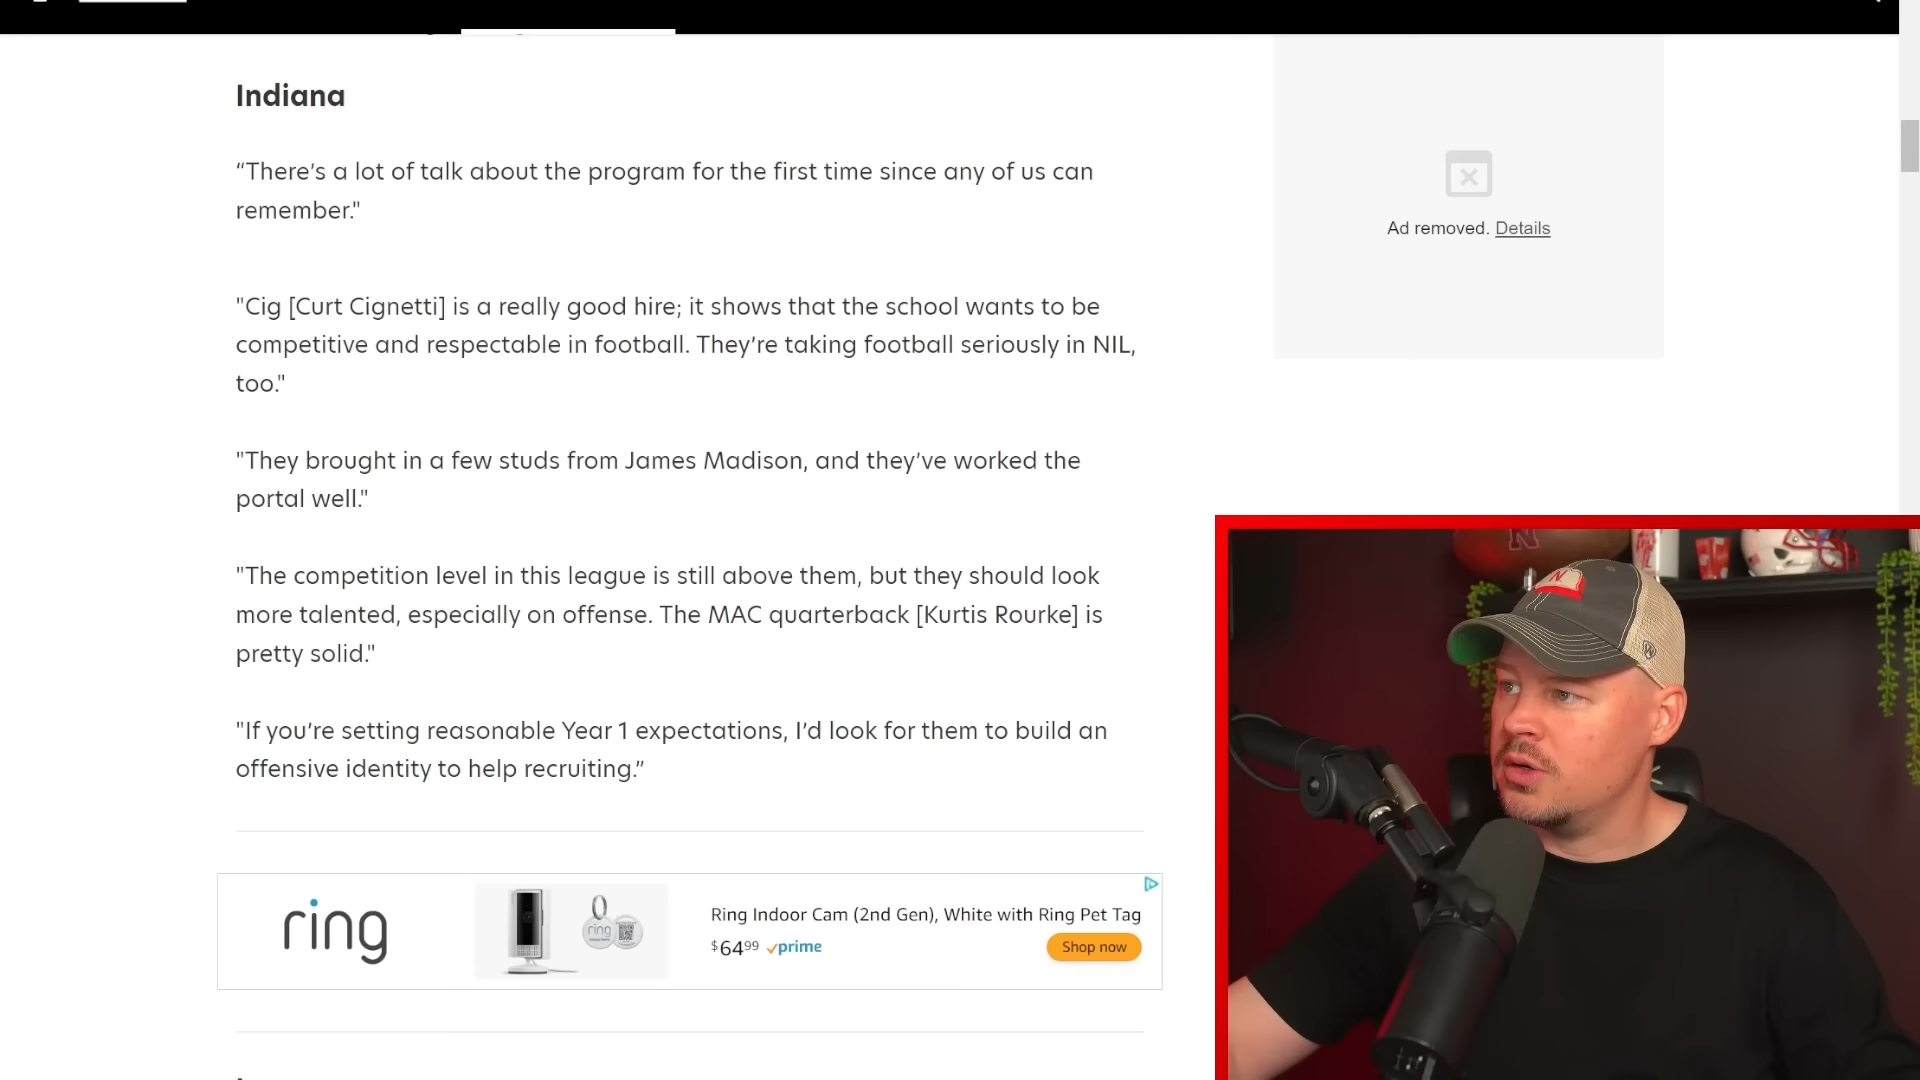 Indiana
“There’s a lot of talk about the program for the first time since any of us can
remember."
"Cig [Curt Cignetti] is a really good hire; it shows that the school wants to be
competitive and respectable in football. They’re taking football seriously in NIL,
too."
"They brought in a few studs from James Madison, and they’ve worked the
portal well."
"The competition level in this league is still above them, but they should look
more talented, especially on offense. The MAC quarterback [Kurtis Rourke] is
pretty solid."
"If you’re setting reasonable Year 1 expectations, I’d look for them to build an
offensive identity to help recruiting.”
Ad removed. Details
ring
ring
Ring Indoor Cam (2nd Gen), White with Ring Pet Tag
$64.99 prime
Shop now
N
N